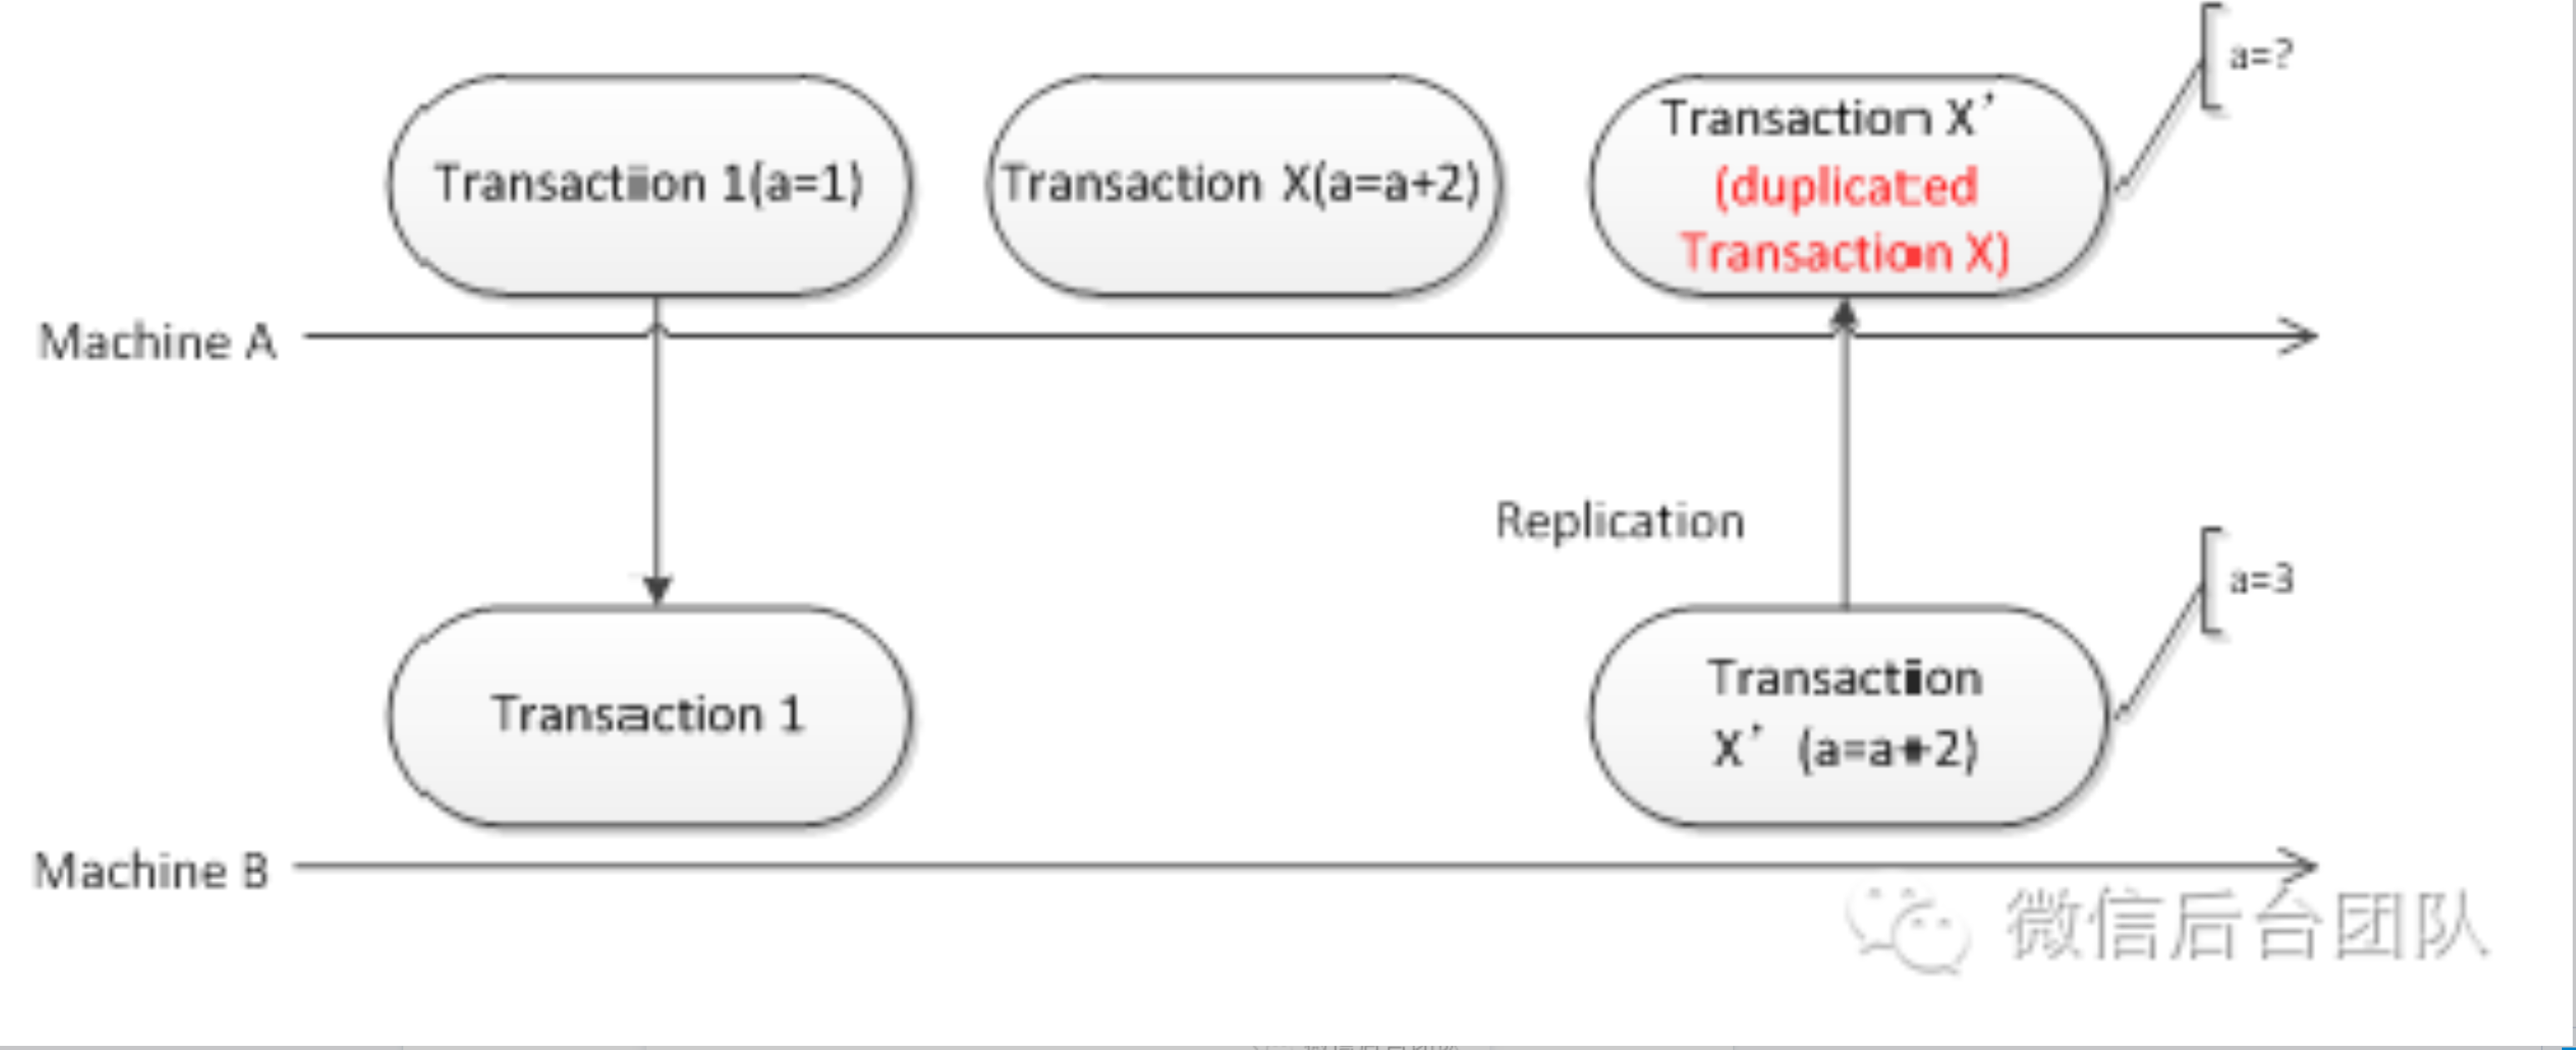 a=?
Transaction 1(a=1)
Transaction X(a=a+2)
Transaction X’
(duplicated
Transaction X)
Machine A
Replication
a=3
Transaction 1
Transaction
X’ (a=a+2)
Machine B
微信后台团队